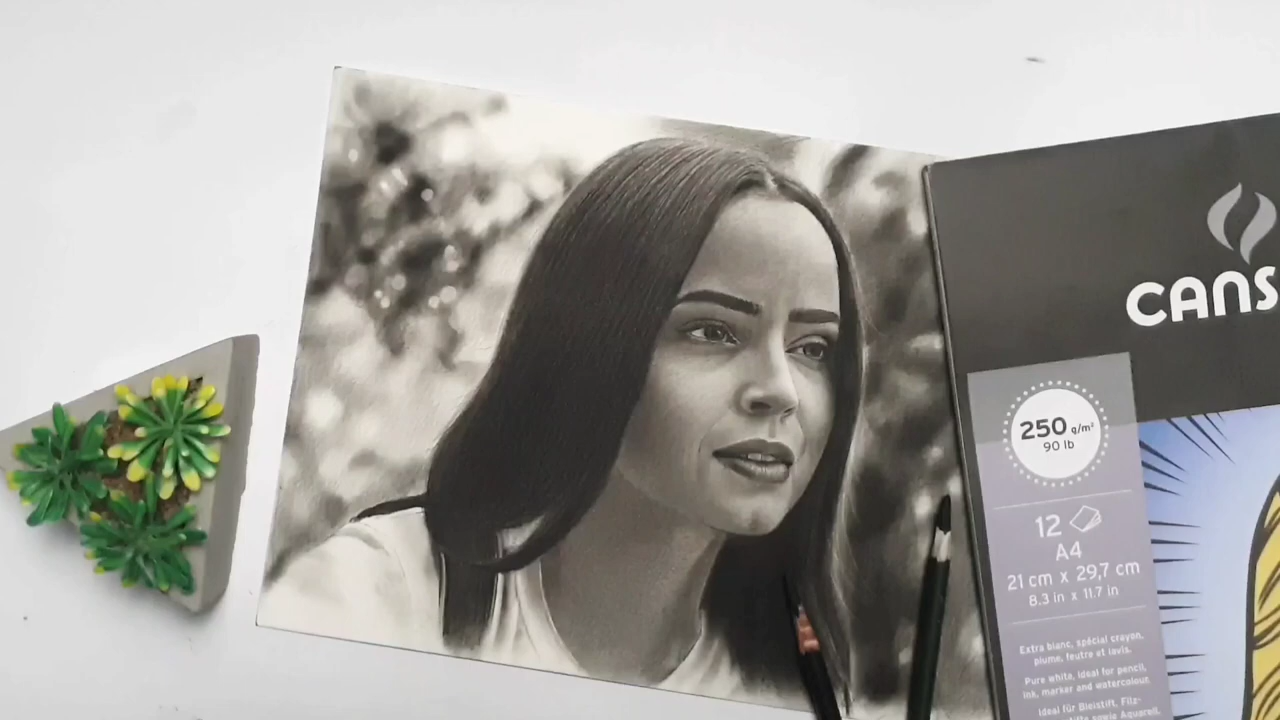 CANS
250 g/m²
90 lb
12
A4
21 cm x 29,7 cm
8.3 in x 11.7 in
Extra blanc, spécial crayon,
plume, feutre et lavis.
Pure white, ideal for pencil,
ink, marker and watercolour.
Ideal für Bleistift, Filz-
sowie Aquarell.